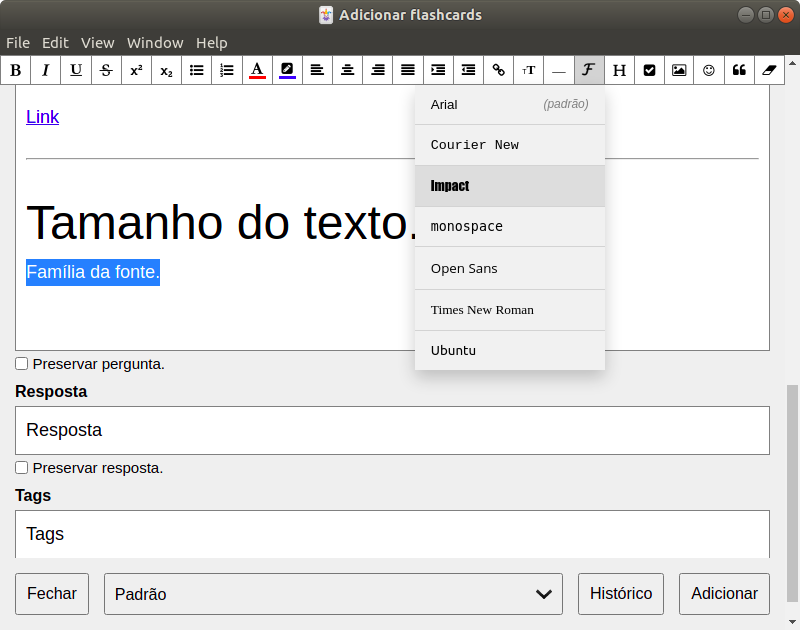 Adicionar flashcards
File Edit View Window Help
B I U S x² x₂ A тT — ℱ H
Link
Tamanho do texto.
Família da fonte.
Arial (padrão)
Courier New
Impact
monospace
Open Sans
Times New Roman
Ubuntu
Preservar pergunta.
Resposta
Resposta
Preservar resposta.
Tags
Tags
Fechar Padrão Histórico Adicionar